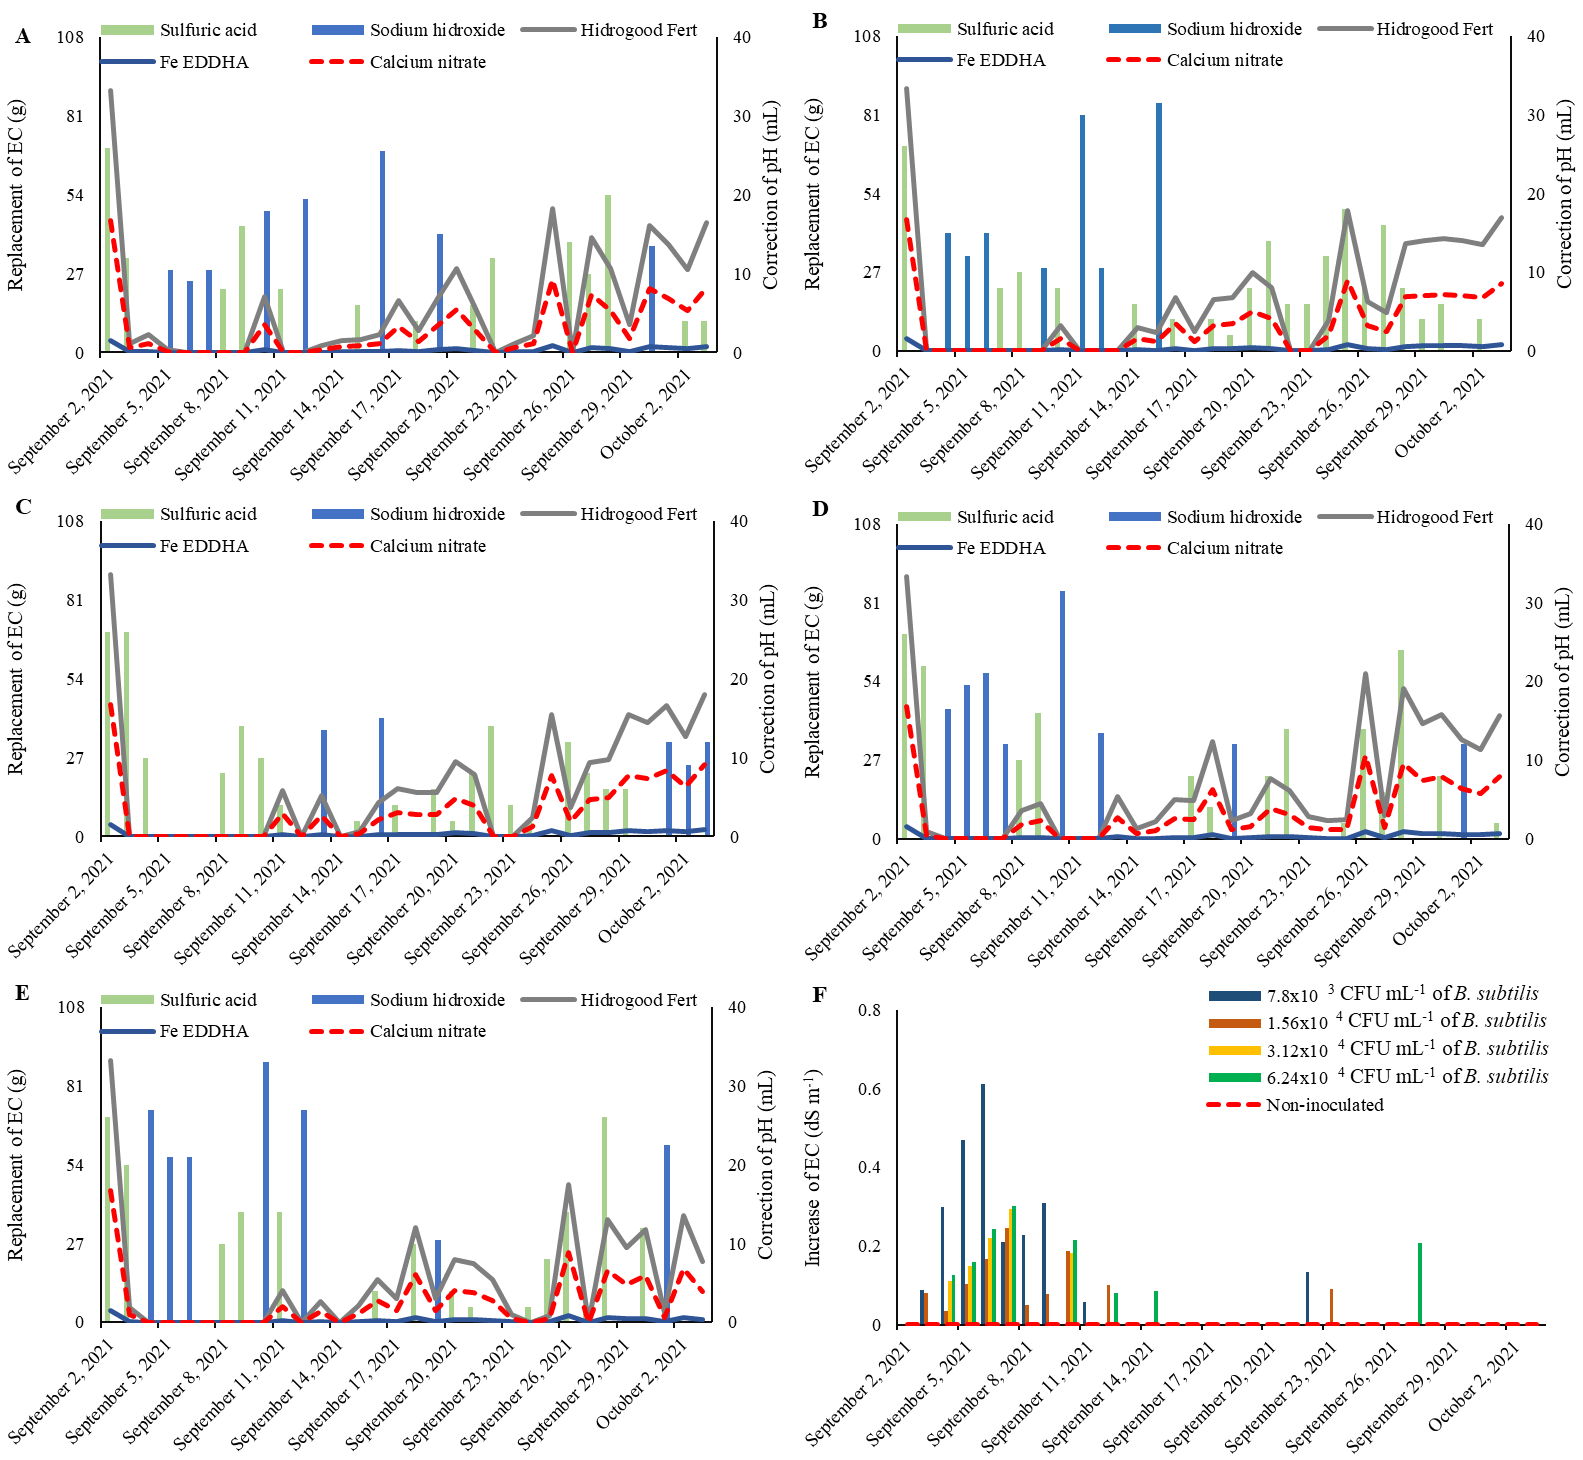 A
Sulfuric acid
Sodium hidroxide
Hidrogood Fert
Fe EDDHA
Calcium nitrate
Replacement of EC (g)
108
81
54
27
0
Correction of pH (mL)
40
30
20
10
0
September 2, 2021
September 5, 2021
September 8, 2021
September 11, 2021
September 14, 2021
September 17, 2021
September 20, 2021
September 23, 2021
September 26, 2021
September 29, 2021
October 2, 2021
B
Sulfuric acid
Sodium hidroxide
Hidrogood Fert
Fe EDDHA
Calcium nitrate
Replacement of EC (g)
108
81
54
27
0
Correction of pH (mL)
40
30
20
10
0
September 2, 2021
September 5, 2021
September 8, 2021
September 11, 2021
September 14, 2021
September 17, 2021
September 20, 2021
September 23, 2021
September 26, 2021
September 29, 2021
October 2, 2021
C
Sulfuric acid
Sodium hidroxide
Hidrogood Fert
Fe EDDHA
Calcium nitrate
Replacement of EC (g)
108
81
54
27
0
Correction of pH (mL)
40
30
20
10
0
September 2, 2021
September 5, 2021
September 8, 2021
September 11, 2021
September 14, 2021
September 17, 2021
September 20, 2021
September 23, 2021
September 26, 2021
September 29, 2021
October 2, 2021
D
Sulfuric acid
Sodium hidroxide
Hidrogood Fert
Fe EDDHA
Calcium nitrate
Replacement of EC (g)
108
81
54
27
0
Correction of pH (mL)
40
30
20
10
0
September 2, 2021
September 5, 2021
September 8, 2021
September 11, 2021
September 14, 2021
September 17, 2021
September 20, 2021
September 23, 2021
September 26, 2021
September 29, 2021
October 2, 2021
E
Sulfuric acid
Sodium hidroxide
Hidrogood Fert
Fe EDDHA
Calcium nitrate
Replacement of EC (g)
108
81
54
27
0
Correction of pH (mL)
40
30
20
10
0
September 2, 2021
September 5, 2021
September 8, 2021
September 11, 2021
September 14, 2021
September 17, 2021
September 20, 2021
September 23, 2021
September 26, 2021
September 29, 2021
October 2, 2021
F
7.8x10 ³ CFU mL⁻¹ of B. subtilis
1.56x10 ⁴ CFU mL⁻¹ of B. subtilis
3.12x10 ⁴ CFU mL⁻¹ of B. subtilis
6.24x10 ⁴ CFU mL⁻¹ of B. subtilis
Non-inoculated
Increase of EC (dS m⁻¹)
0.8
0.6
0.4
0.2
0
September 2, 2021
September 5, 2021
September 8, 2021
September 11, 2021
September 14, 2021
September 17, 2021
September 20, 2021
September 23, 2021
September 26, 2021
September 29, 2021
October 2, 2021